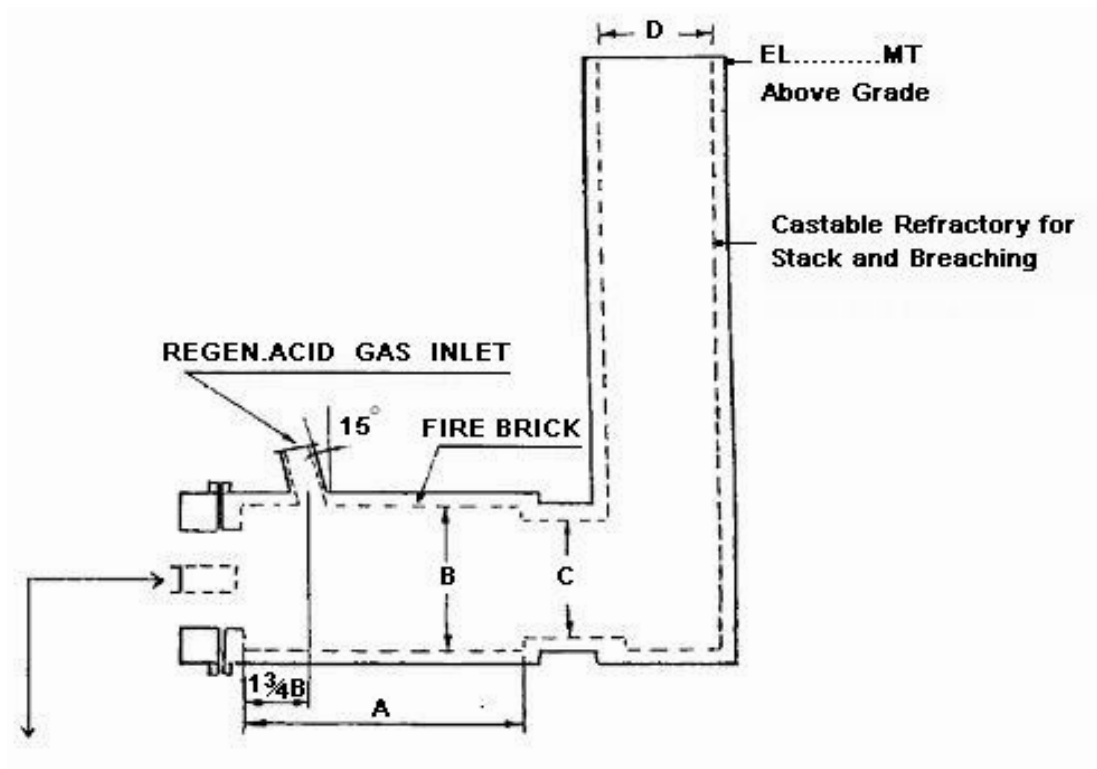 D
EL...........MT
Above Grade
Castable Refractory for
Stack and Breaching
REGEN.ACID GAS INLET
15°
FIRE BRICK
B
C
1¾B
A